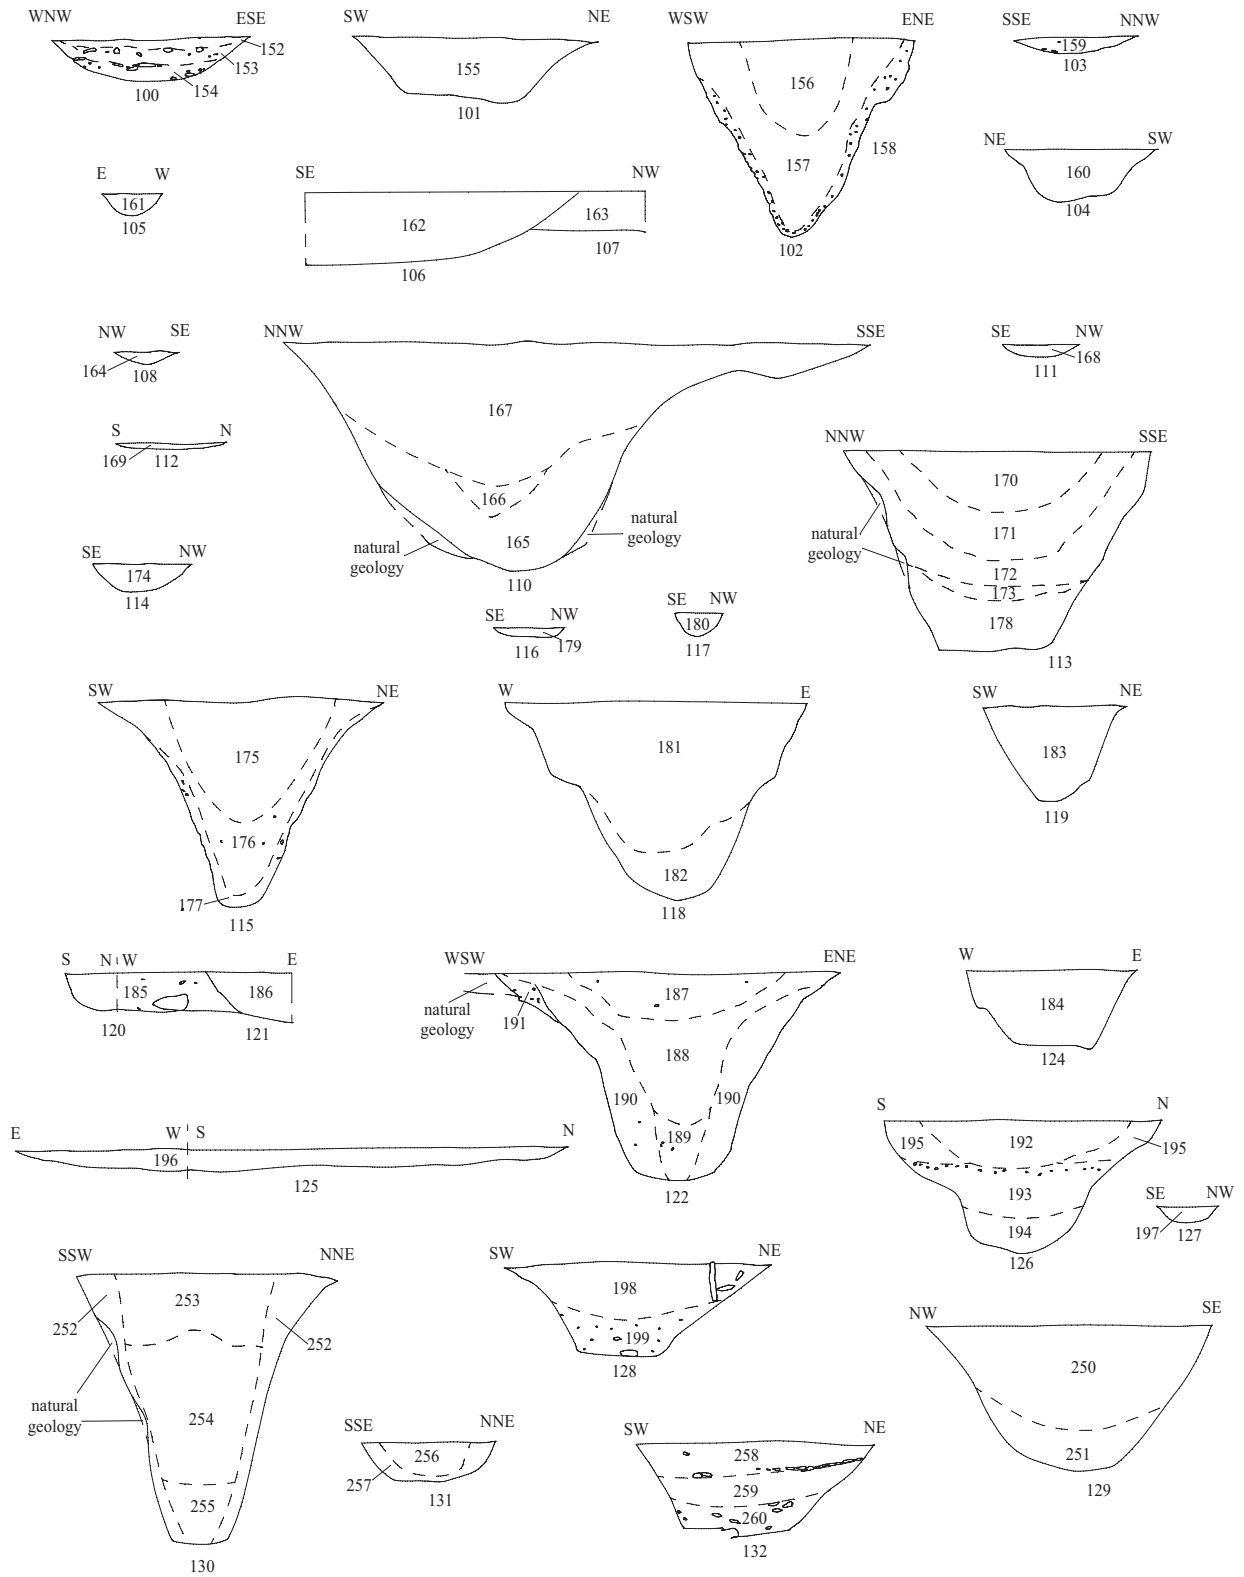 WNW ESE
152
153
154
100
SW NE
155
101
WSW ENE
156
157
158
102
SSE NNW
159
103
NE SW
160
104
E W
161
105
SE NW
162
163
107
106
NW SE
164
108
NNW SSE
167
166
165
natural
geology
natural
geology
110
SE NW
168
111
S N
169 112
NNW SSE
170
171
natural
geology
172
173
178
113
SE NW
174
114
SE NW
179
116
SE NW
180
117
SW NE
175
176
177
115
W E
181
182
118
SW NE
183
119
S N W E
185 186
120 121
WSW ENE
natural
geology
191
187
188
190 190
189
122
W E
184
124
E W S N
196
125
S N
195 192 195
193
194
126
SE NW
197 127
SSW NNE
253
252 252
natural
geology
254
255
130
SW NE
198
199
128
NW SE
250
251
129
SSE NNE
256
257
131
SW NE
258
259
260
132